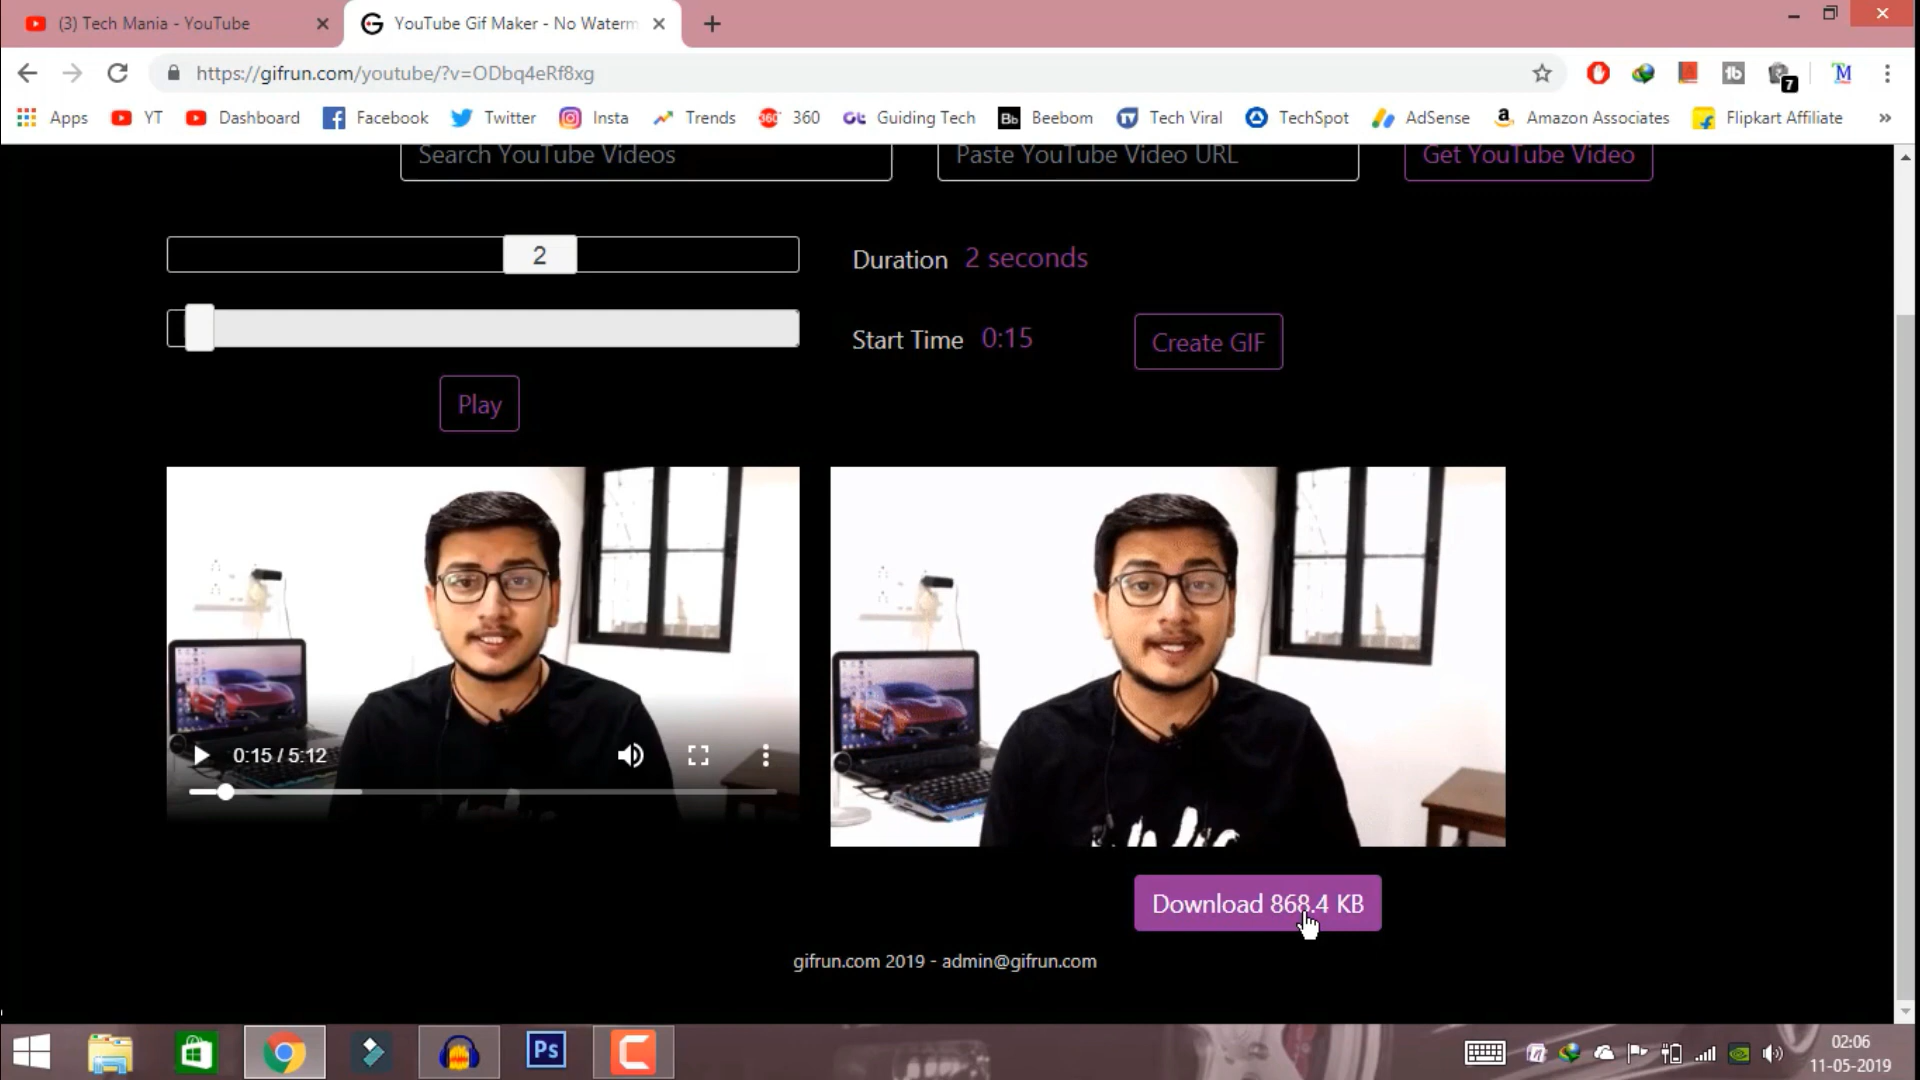 (3) Tech Mania - YouTube
YouTube Gif Maker - No Waterm
https://gifrun.com/youtube/?v=ODbq4eRf8xg
7
Apps YT Dashboard Facebook Twitter Insta Trends 360 Guiding Tech Beebom Tech Viral TechSpot AdSense Amazon Associates Flipkart Affiliate »
Search YouTube Videos
Paste YouTube Video URL
Get YouTube Video
2
Duration 2 seconds
Start Time 0:15
Create GIF
Play
0:15 / 5:12
Download 868.4 KB
gifrun.com 2019 - admin@gifrun.com
Ps
02:06
11-05-2019